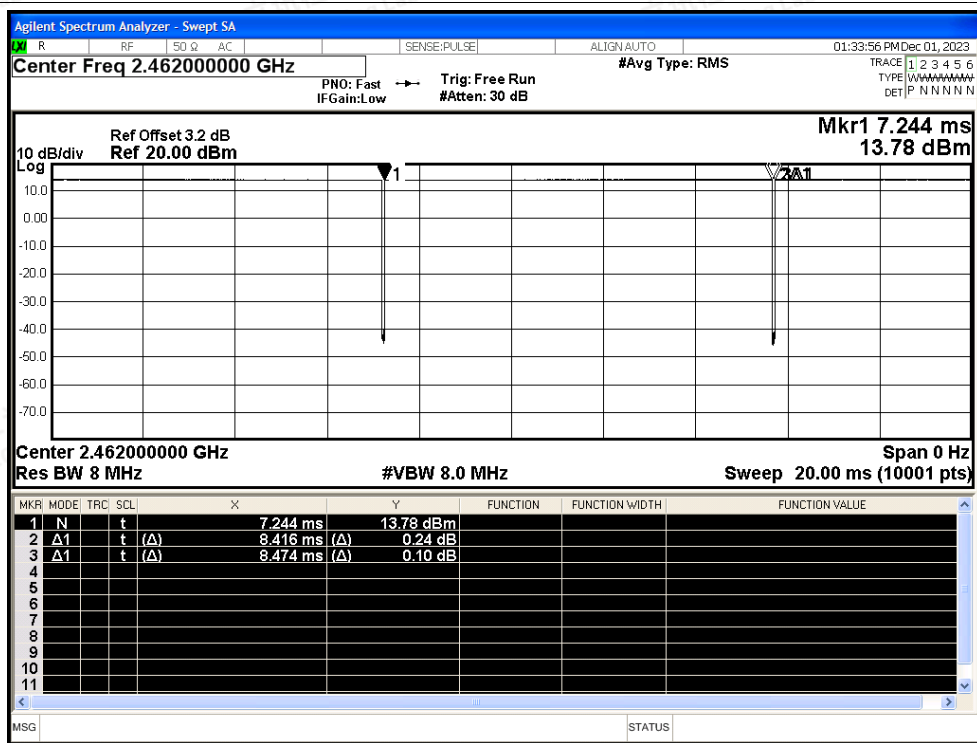 Agilent Spectrum Analyzer - Swept SA
LXI R RF 50 Ω AC SENSE:PULSE ALIGN AUTO 01:33:56 PM Dec 01, 2023
Center Freq 2.462000000 GHz #Avg Type: RMS TRACE 1 2 3 4 5 6
PNO: Fast Trig: Free Run TYPE WWWWWW
IFGain:Low #Atten: 30 dB DET P N N N N N
Mkr1 7.244 ms
Ref Offset 3.2 dB
10 dB/div Ref 20.00 dBm 13.78 dBm
Log
1 2Δ1
10.0
0.00
-10.0
-20.0
-30.0
-40.0
-50.0
-60.0
-70.0
Center 2.462000000 GHz Span 0 Hz
Res BW 8 MHz #VBW 8.0 MHz Sweep 20.00 ms (10001 pts)
MKR MODE TRC SCL X Y FUNCTION FUNCTION WIDTH FUNCTION VALUE
1 N t 7.244 ms 13.78 dBm
2 Δ1 t (Δ) 8.416 ms (Δ) 0.24 dB
3 Δ1 t (Δ) 8.474 ms (Δ) 0.10 dB
4
5
6
7
8
9
10
11
MSG STATUS